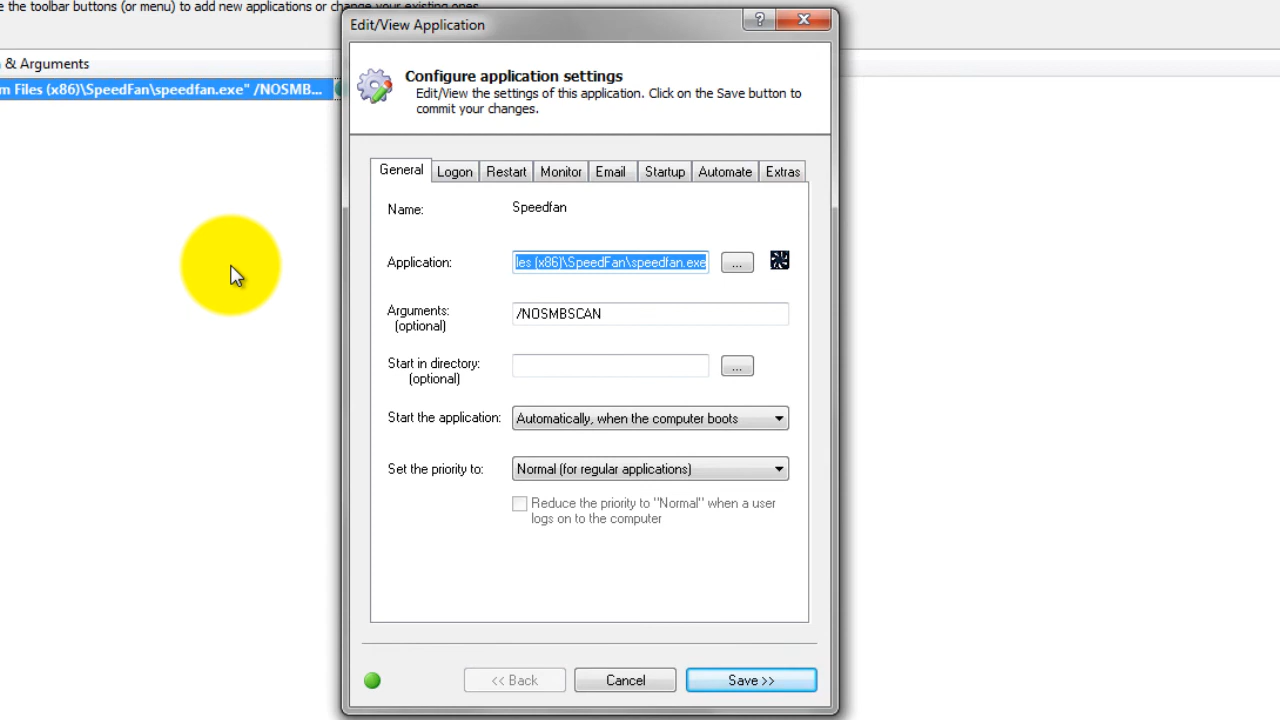 e the toolbar buttons (or menu) to add new applications or change your existing ones.
Edit/View Application
?
& Arguments
m Files (x86)\SpeedFan\speedfan.exe" /NOSMB...
Configure application settings
Edit/View the settings of this application. Click on the Save button to
commit your changes.
General Logon Restart Monitor Email Startup Automate Extras
Name: Speedfan
Application: les (x86)\SpeedFan\speedfan.exe ...
Arguments: /NOSMBSCAN
(optional)
Start in directory: ...
(optional)
Start the application: Automatically, when the computer boots
Set the priority to: Normal (for regular applications)
Reduce the priority to "Normal" when a user
logs on to the computer
<< Back Cancel Save >>